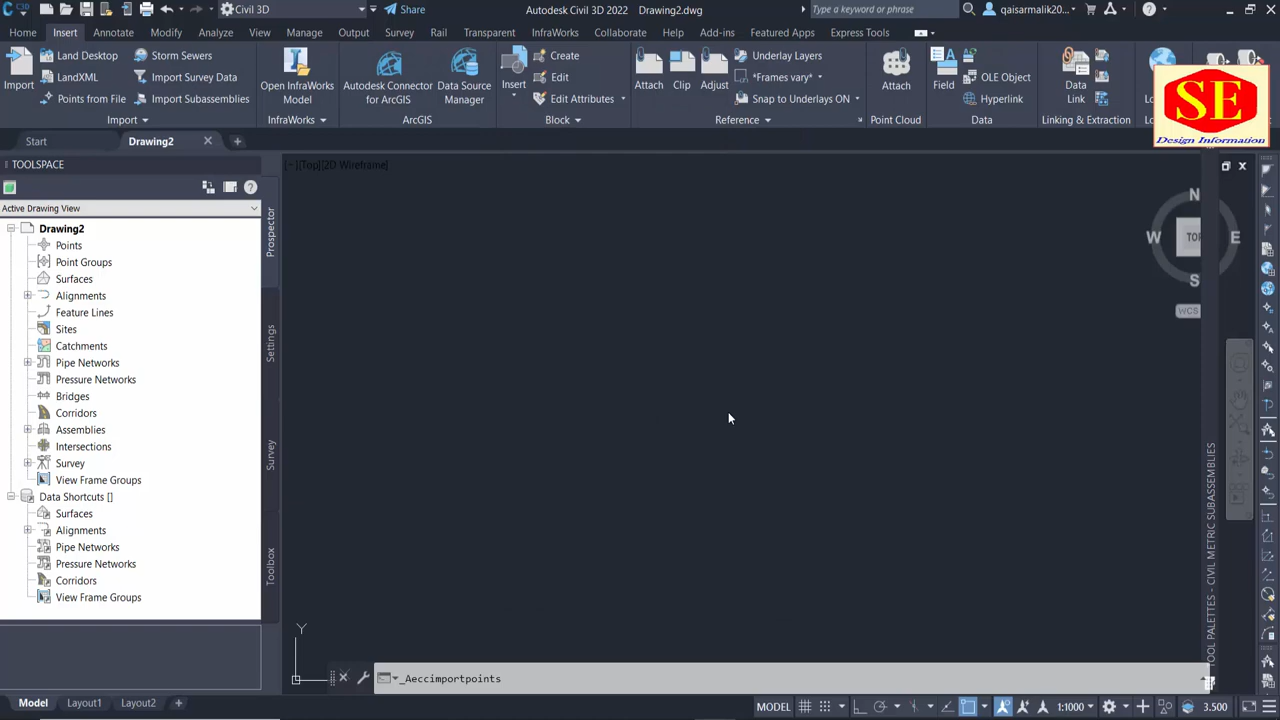 Civil 3D
Share
Autodesk Civil 3D 2022 Drawing2.dwg
Type a keyword or phrase
qaisarmalik20...
Home Insert Annotate Modify Analyze View Manage Output Survey Rail Transparent InfraWorks Collaborate Help Add-ins Featured Apps Express Tools
Import
Land Desktop
LandXML
Points from File
Storm Sewers
Import Survey Data
Import Subassemblies
Import
Open InfraWorks
Model
InfraWorks
Autodesk Connector
for ArcGIS
Data Source
Manager
ArcGIS
Insert
Create
Edit
Edit Attributes
Block
Attach
Clip
Adjust
Underlay Layers
*Frames vary*
Snap to Underlays ON
Reference
Attach
Point Cloud
Field
OLE Object
Hyperlink
Data
Data
Link
Linking & Extraction
SE
Design Information
Start
Drawing2
TOOLSPACE
Active Drawing View
Drawing2
Points
Point Groups
Surfaces
Alignments
Feature Lines
Sites
Catchments
Pipe Networks
Pressure Networks
Bridges
Corridors
Assemblies
Intersections
Survey
View Frame Groups
Data Shortcuts []
Surfaces
Alignments
Pipe Networks
Pressure Networks
Corridors
View Frame Groups
Prospector
Settings
Survey
Toolbox
[−][Top][2D Wireframe]
N
W
TOP
E
S
WCS
TOOL PALETTES - CIVIL METRIC SUBASSEMBLIES
Y
_Aeccimportpoints
Model Layout1 Layout2
MODEL
1:1000
3.500